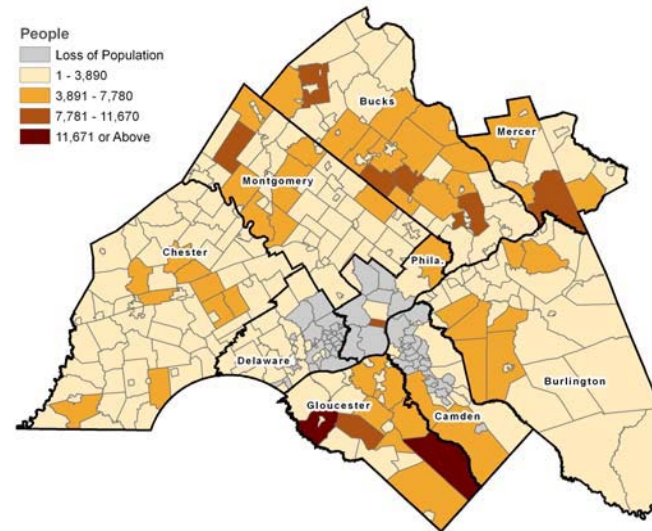 People
Loss of Population
1 - 3,890
3,891 - 7,780
7,781 - 11,670
11,671 or Above
Bucks
Mercer
Montgomery
Chester
Phila.
Delaware
Burlington
Gloucester
Camden